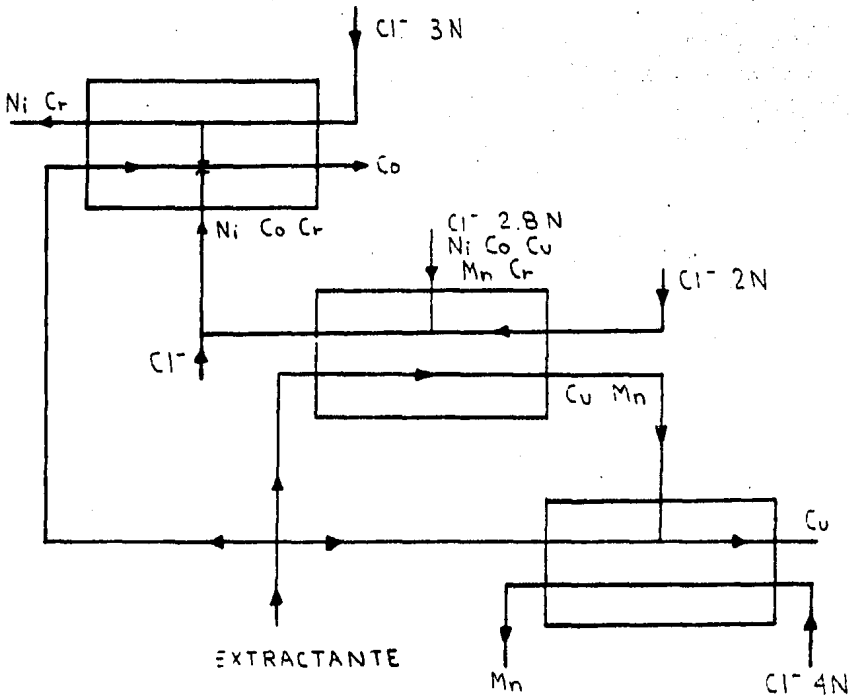 Cl⁻ 3N
Ni Cr
Co
Ni Co Cr
Cl⁻ 2.8N
Ni Co Cu
Mn Cr
Cl⁻ 2N
Cl⁻
Cu Mn
Cu
EXTRACTANTE
Mn
Cl⁻ 4N